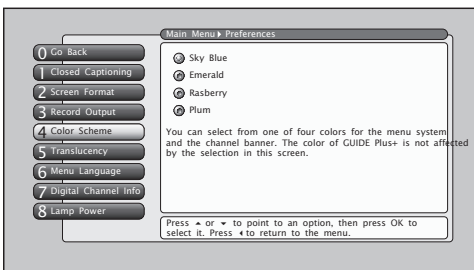 Main Menu ▸ Preferences
0 Go Back
1 Closed Captioning
2 Screen Format
3 Record Output
4 Color Scheme
5 Translucency
6 Menu Language
7 Digital Channel Info
8 Lamp Power
Sky Blue
Emerald
Rasberry
Plum
You can select from one of four colors for the menu system
and the channel banner. The color of GUIDE Plus+ is not affected
by the selection in this screen.
Press ▴ or ▾ to point to an option, then press OK to
select it. Press ◂ to return to the menu.